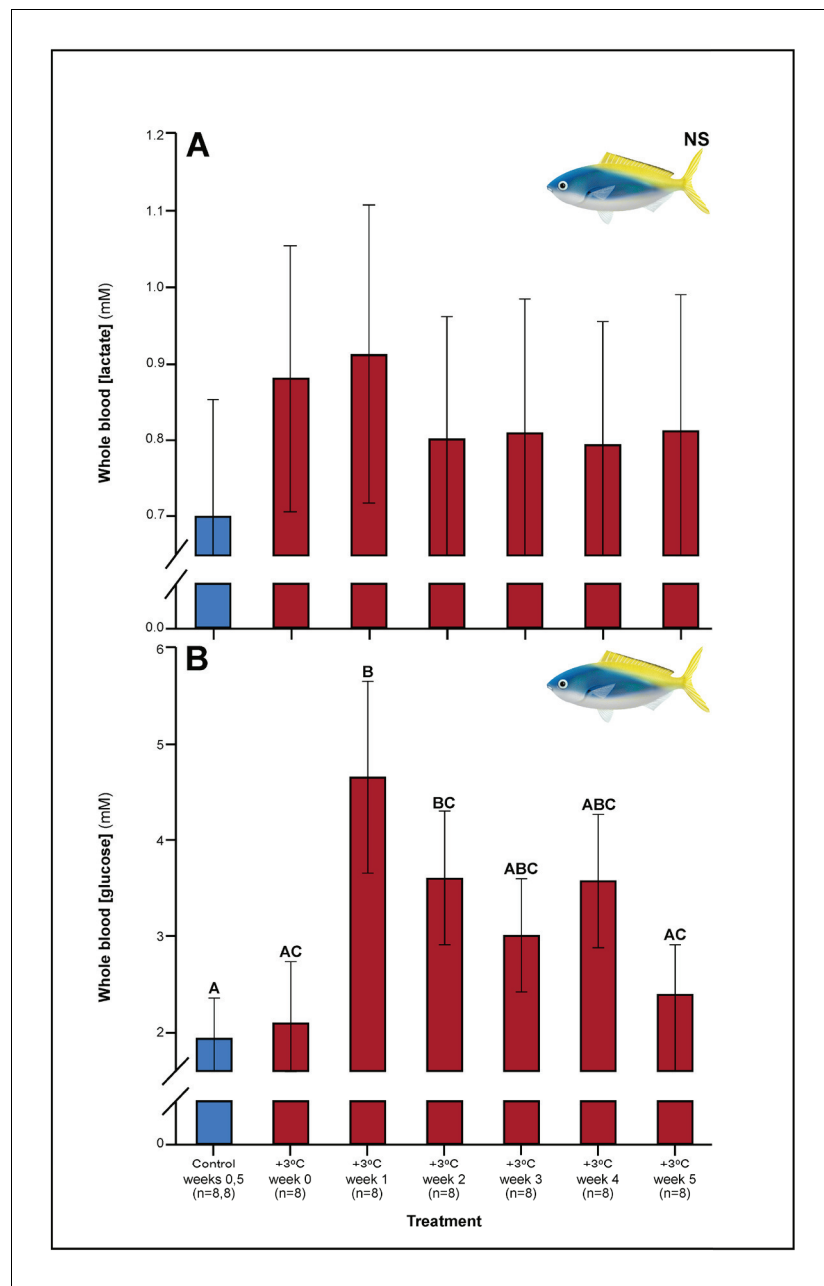 A
NS
1.2
1.1
1.0
0.9
0.8
0.7
0.0
Whole blood [lactate] (mM)
B
6
5
4
3
2
0
Whole blood [glucose] (mM)
A
AC
B
BC
ABC
ABC
AC
Control +3ºC +3ºC +3ºC +3ºC +3ºC +3ºC
weeks 0,5 week 0 week 1 week 2 week 3 week 4 week 5
(n=8,8) (n=8) (n=8) (n=8) (n=8) (n=8) (n=8)
Treatment